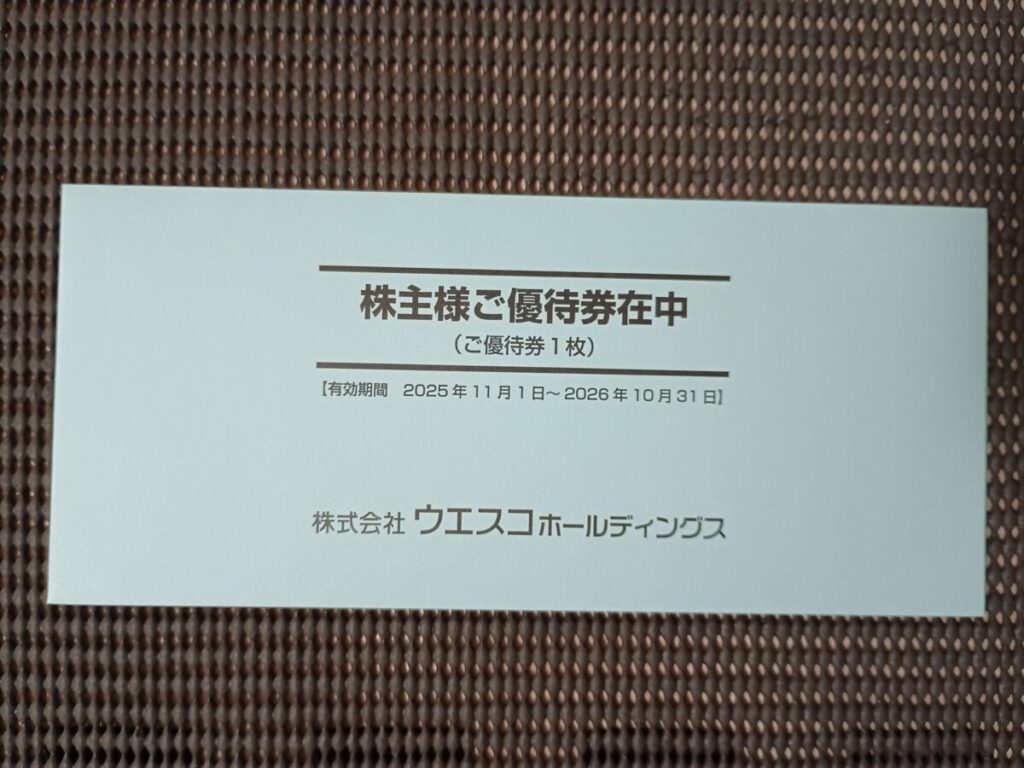 株主様ご優待券在中
（ご優待券1枚）
【有効期間　2025年11月1日～2026年10月31日】
株式会社 ウエスコホールディングス